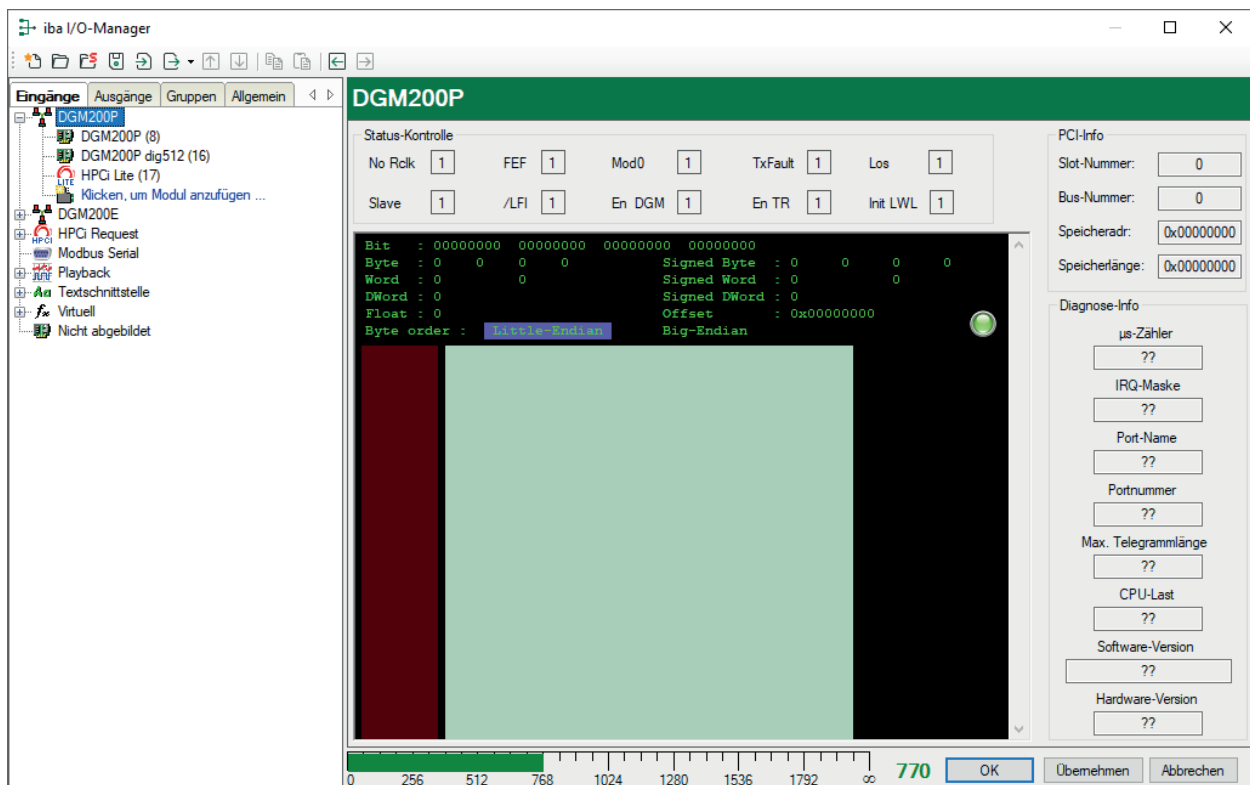 iba I/O-Manager
Eingänge Ausgänge Gruppen Allgemein
DGM200P
DGM200P (8)
DGM200P dig512 (16)
HPCi Lite (17)
Klicken, um Modul anzufügen ...
DGM200E
HPCi Request
Modbus Serial
Playback
Textschnittstelle
Virtuell
Nicht abgebildet
DGM200P
Status-Kontrolle
No Rclk 1 FEF 1 Mod0 1 TxFault 1 Los 1
Slave 1 /LFI 1 En DGM 1 En TR 1 Init LWL 1
Bit : 00000000 00000000 00000000 00000000
Byte : 0 0 0 0 Signed Byte : 0 0 0 0
Word : 0 0 Signed Word : 0 0
DWord : 0 Signed DWord : 0
Float : 0 Offset : 0x00000000
Byte order : Little-Endian Big-Endian
PCI-Info
Slot-Nummer: 0
Bus-Nummer: 0
Speicheradr: 0x00000000
Speicherlänge: 0x00000000
Diagnose-Info
µs-Zähler
??
IRQ-Maske
??
Port-Name
??
Portnummer
??
Max. Telegrammlänge
??
CPU-Last
??
Software-Version
??
Hardware-Version
??
0 256 512 768 1024 1280 1536 1792 ∞
770 OK Übernehmen Abbrechen